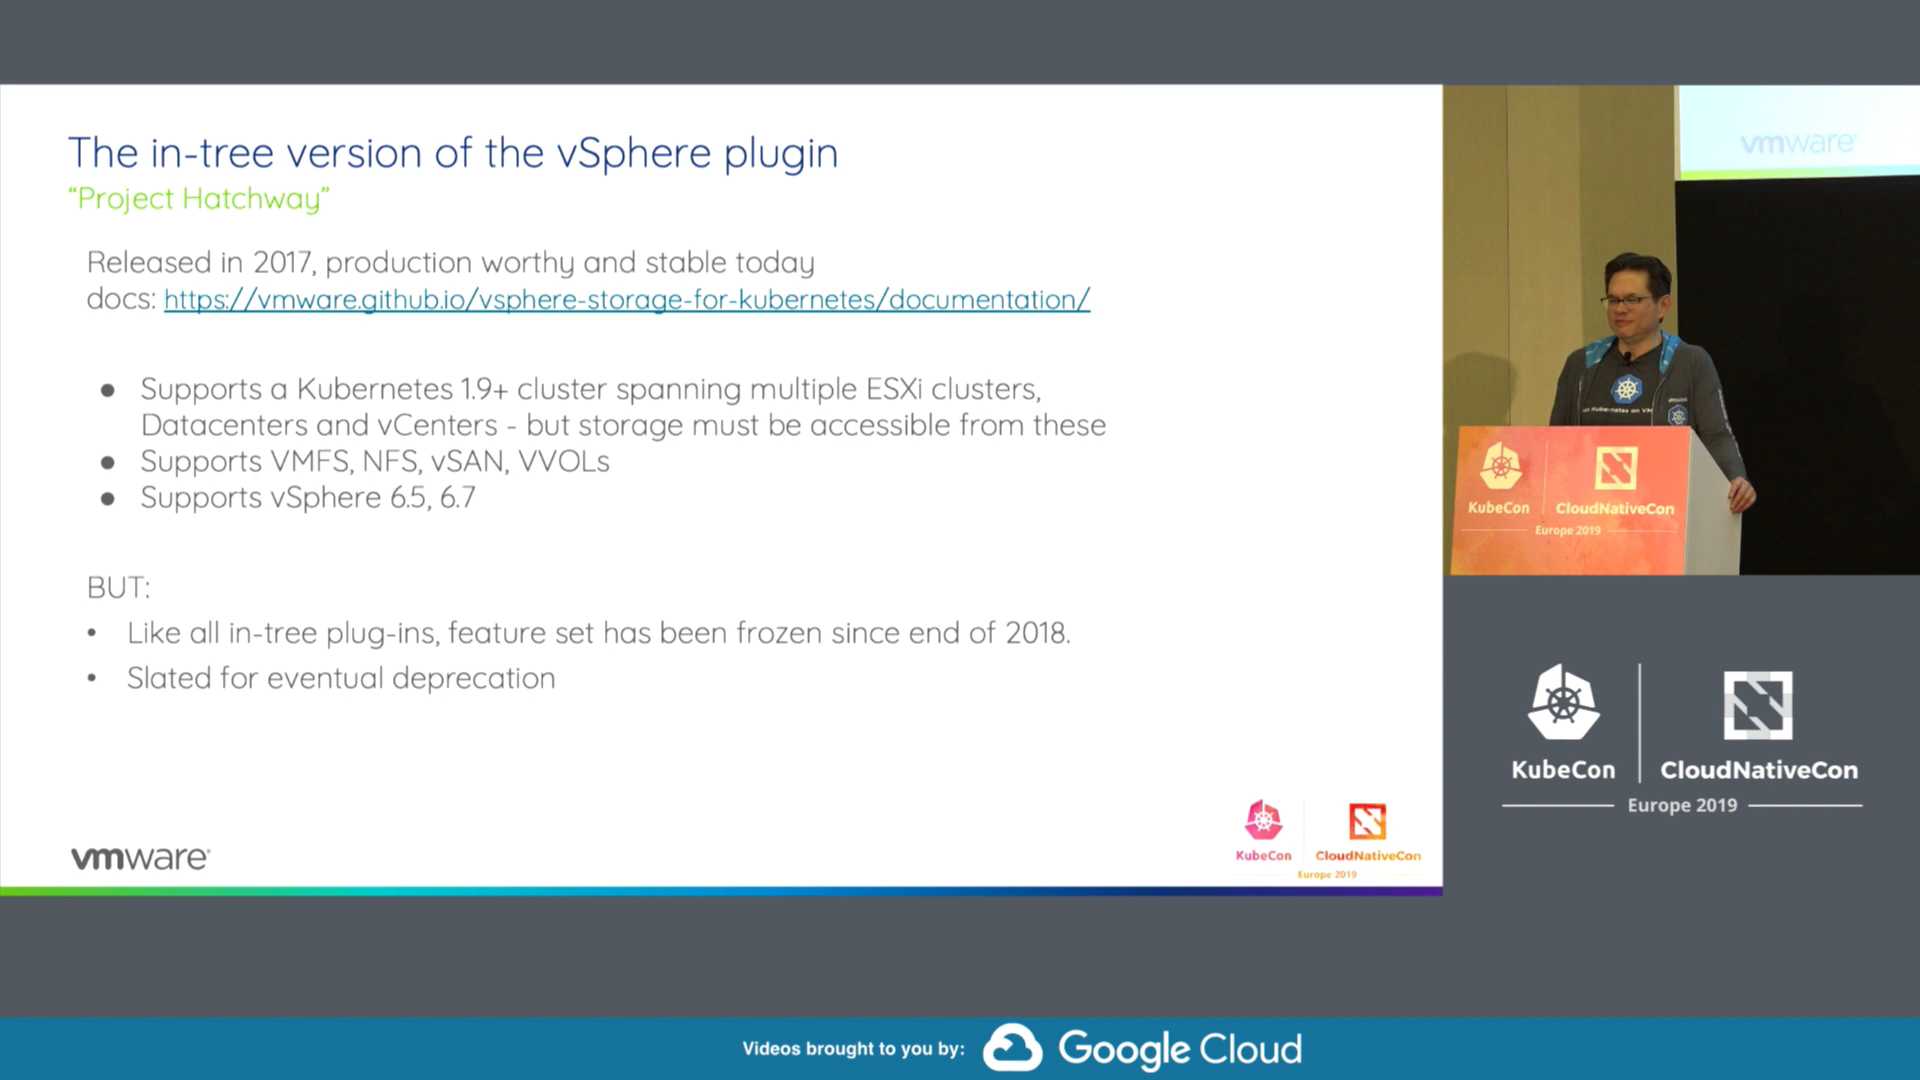 The in-tree version of the vSphere plugin
“Project Hatchway”
Released in 2017, production worthy and stable today
docs: https://vmware.github.io/vsphere-storage-for-kubernetes/documentation/
● Supports a Kubernetes 1.9+ cluster spanning multiple ESXi clusters,
Datacenters and vCenters - but storage must be accessible from these
● Supports VMFS, NFS, vSAN, VVOLs
● Supports vSphere 6.5, 6.7
BUT:
• Like all in-tree plug-ins, feature set has been frozen since end of 2018.
• Slated for eventual deprecation
vmware
KubeCon
CloudNativeCon
Europe 2019
vmware
Kubernetes on VM
KubeCon
CloudNativeCon
Europe 2019
KubeCon
CloudNativeCon
Europe 2019
Videos brought to you by:
Google Cloud